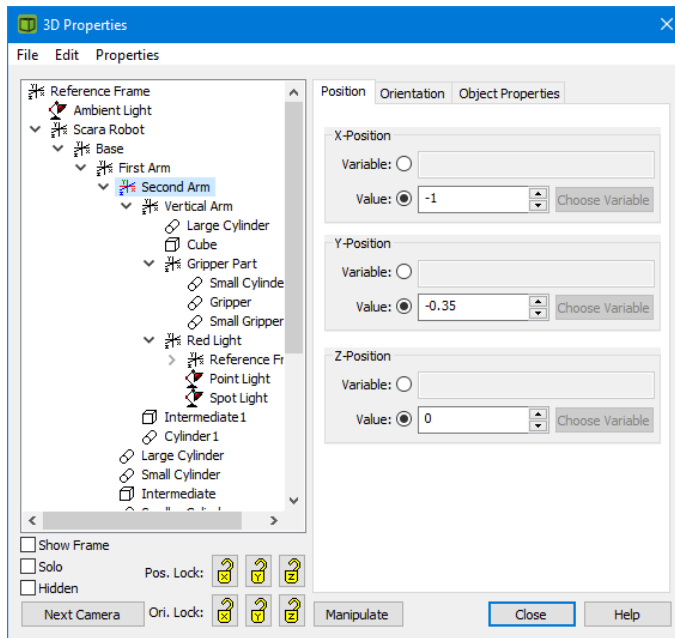 3D Properties
File Edit Properties
Reference Frame
Ambient Light
Scara Robot
Base
First Arm
Second Arm
Vertical Arm
Large Cylinder
Cube
Gripper Part
Small Cylinde
Gripper
Small Gripper
Red Light
Reference Fr
Point Light
Spot Light
Intermediate1
Cylinder1
Large Cylinder
Small Cylinder
Intermediate
Show Frame
Solo
Hidden
Pos. Lock: X Y Z
Next Camera Ori. Lock: X Y Z
Position Orientation Object Properties
X-Position
Variable:
Value: -1 Choose Variable
Y-Position
Variable:
Value: -0.35 Choose Variable
Z-Position
Variable:
Value: 0 Choose Variable
Manipulate Close Help